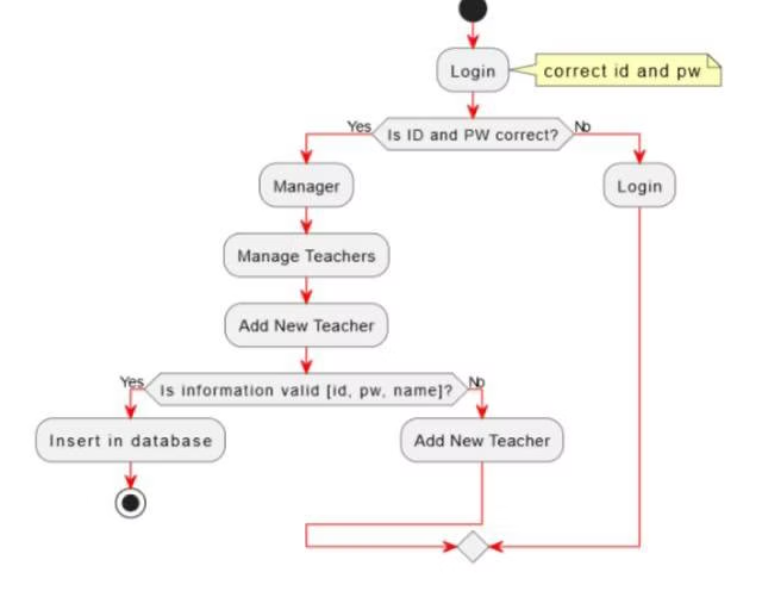 Login
correct id and pw
Yes
Is ID and PW correct?
No
Manager
Login
Manage Teachers
Add New Teacher
Yes
Is information valid [id, pw, name]?
No
Insert in database
Add New Teacher